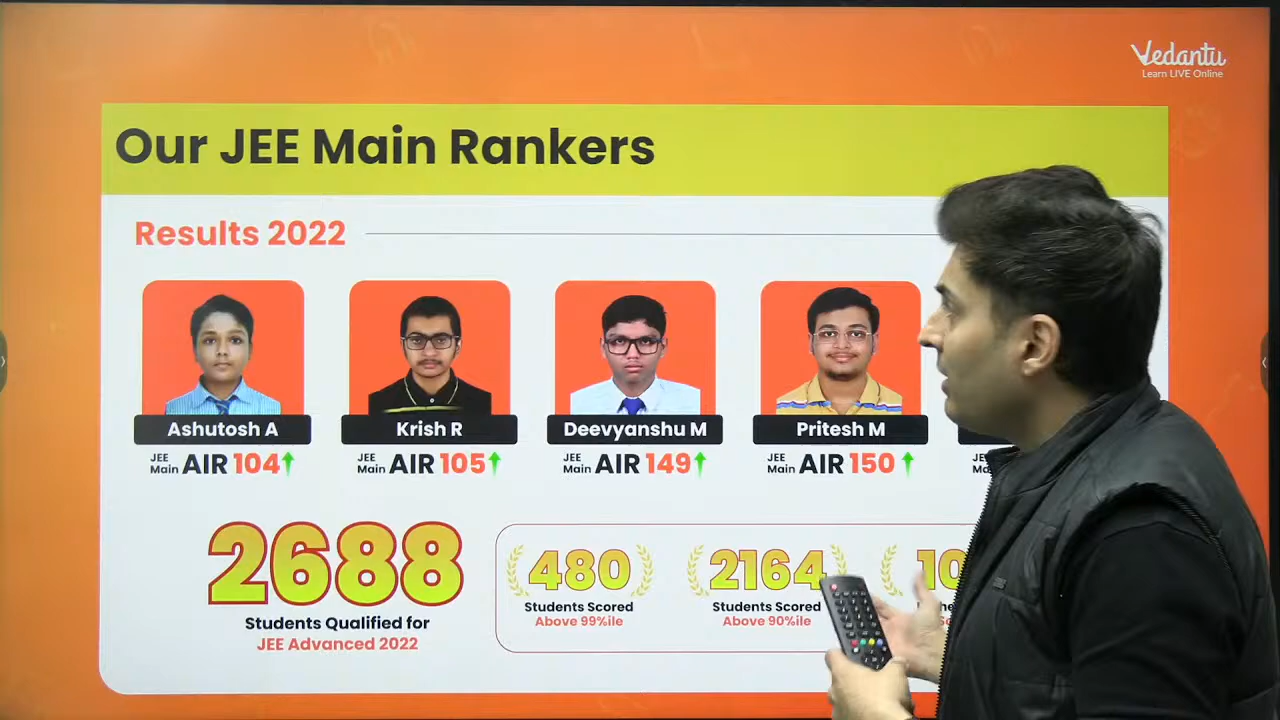 Vedantu
Learn LIVE Online
Our JEE Main Rankers
Results 2022
Ashutosh A
Krish R
Deevyanshu M
Pritesh M
JEE Main AIR 104
JEE Main AIR 105
JEE Main AIR 149
JEE Main AIR 150
2688
Students Qualified for
JEE Advanced 2022
480
Students Scored
Above 99%ile
2164
Students Scored
Above 90%ile